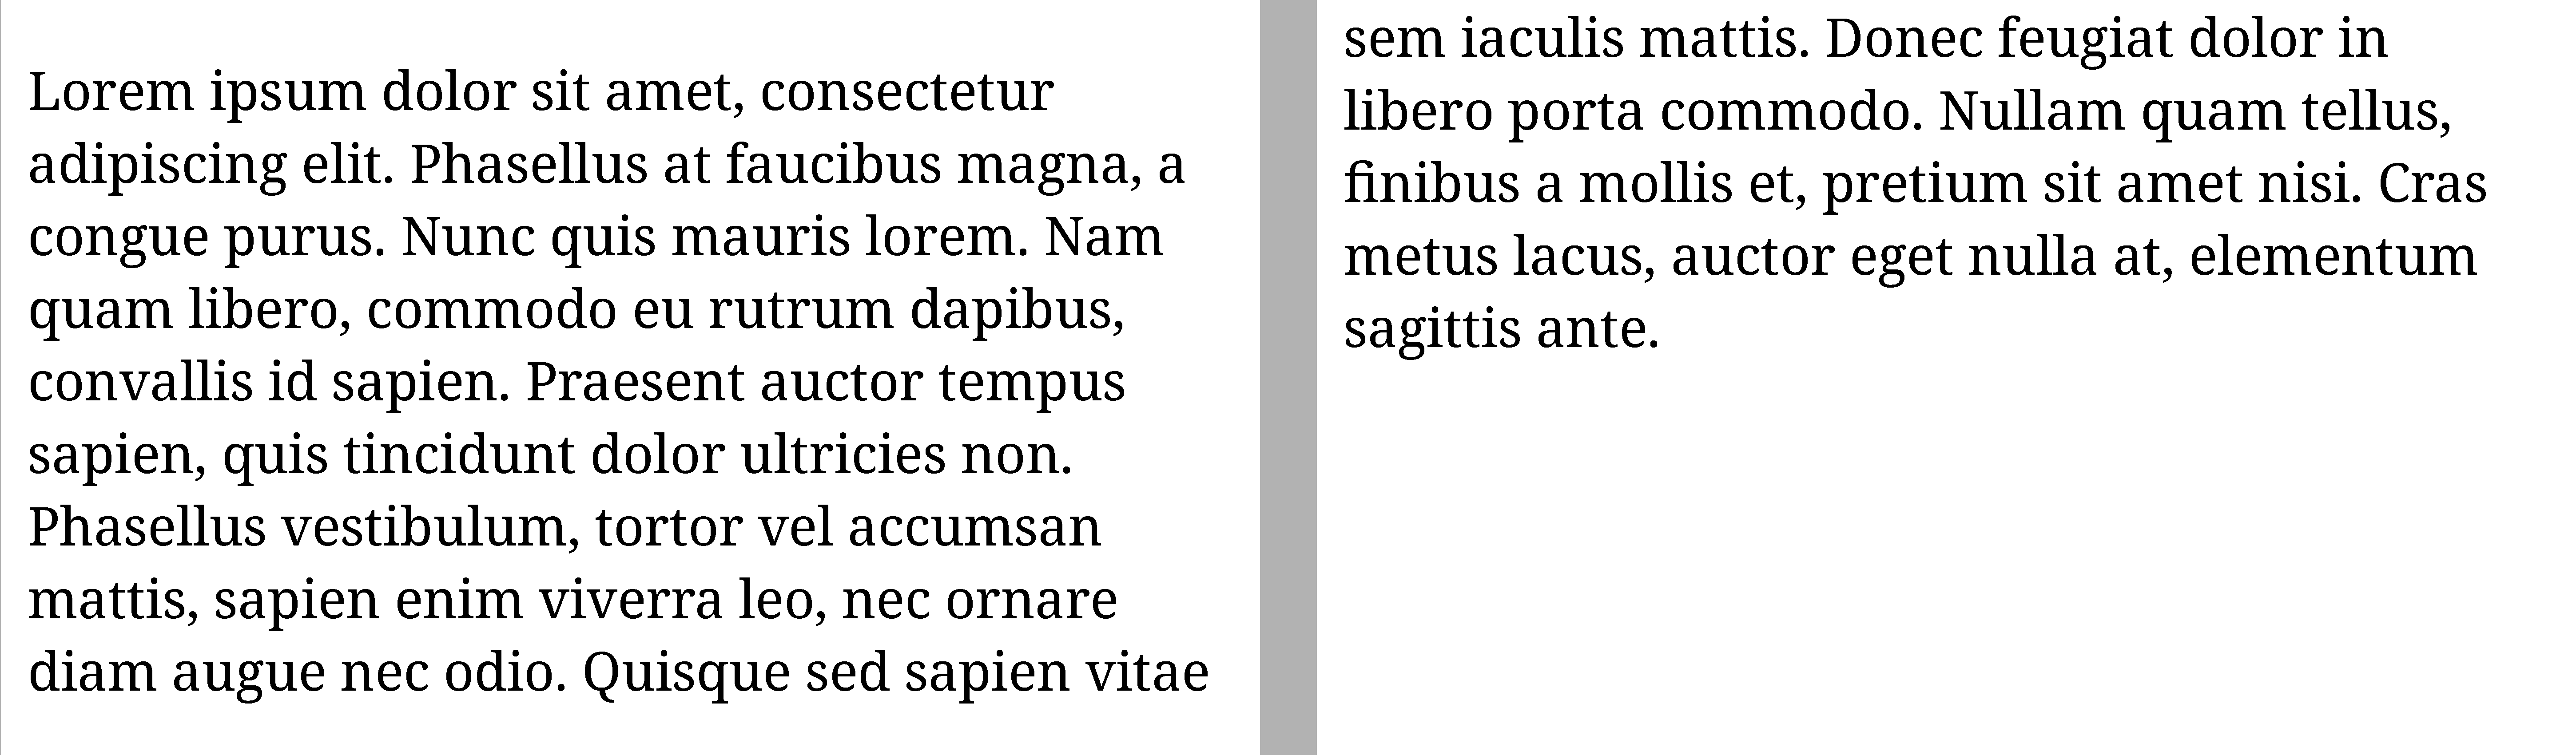 Lorem ipsum dolor sit amet, consectetur
adipiscing elit. Phasellus at faucibus magna, a
congue purus. Nunc quis mauris lorem. Nam
quam libero, commodo eu rutrum dapibus,
convallis id sapien. Praesent auctor tempus
sapien, quis tincidunt dolor ultricies non.
Phasellus vestibulum, tortor vel accumsan
mattis, sapien enim viverra leo, nec ornare
diam augue nec odio. Quisque sed sapien vitae
sem iaculis mattis. Donec feugiat dolor in
libero porta commodo. Nullam quam tellus,
finibus a mollis et, pretium sit amet nisi. Cras
metus lacus, auctor eget nulla at, elementum
sagittis ante.